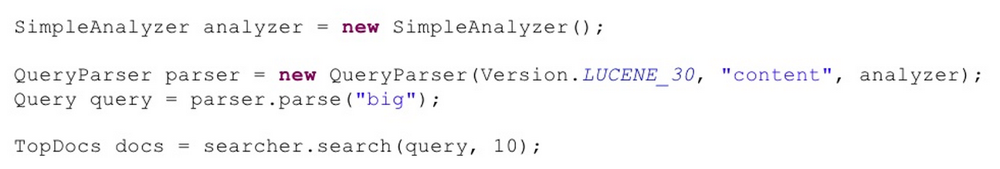 SimpleAnalyzer analyzer = new SimpleAnalyzer();
QueryParser parser = new QueryParser(Version.LUCENE_30, "content", analyzer);
Query query = parser.parse("big");
TopDocs docs = searcher.search(query, 10);